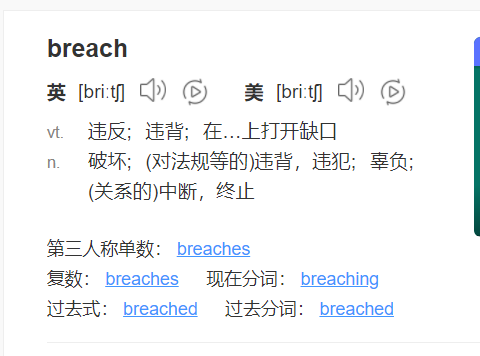 breach
英 [briːtʃ] 美 [briːtʃ]
vt. 违反；违背；在…上打开缺口
n. 破坏；(对法规等的)违背，违犯；辜负；
(关系的)中断，终止
第三人称单数： breaches
复数： breaches 现在分词： breaching
过去式： breached 过去分词： breached